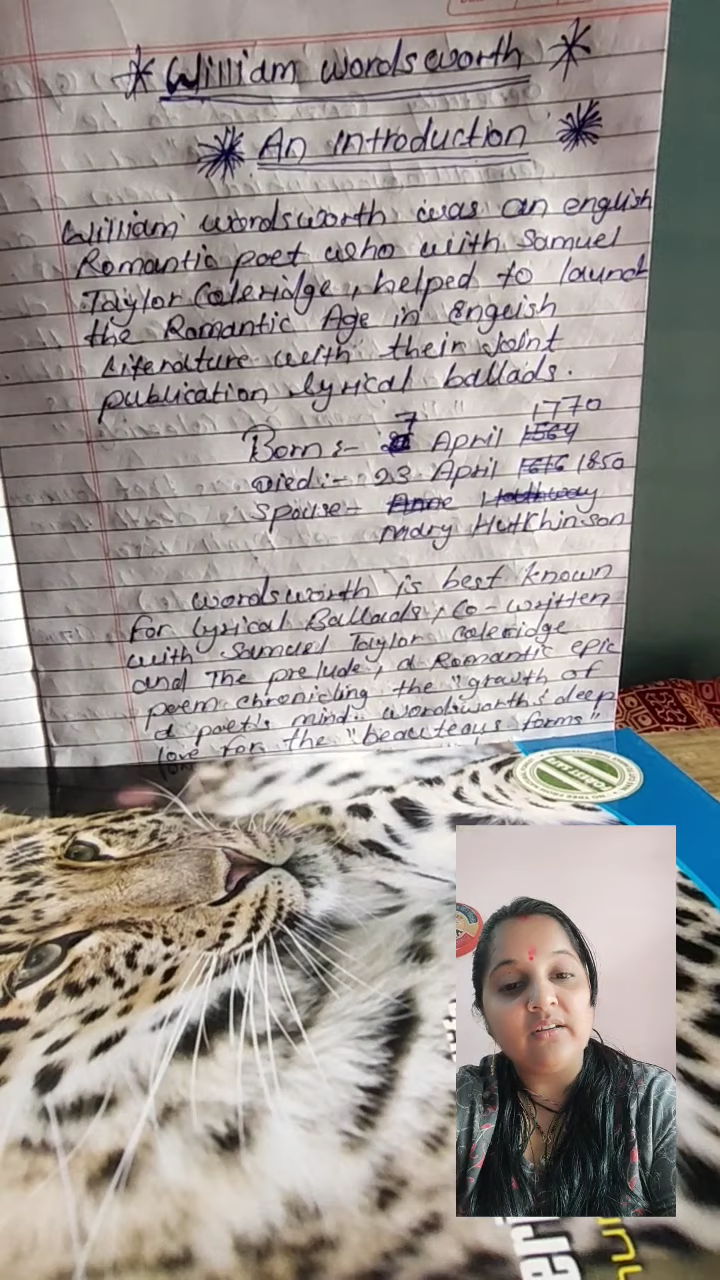 William Wordsworth
An Introduction
William Wordsworth was an english
Romantic poet who with Samuel
Taylor Coleridge, helped to launch
the Romantic Age in English
Literature with their joint
publication lyrical ballads.
Born :- 7 April 1564 1770
Died :- 23 April 1616 1850
Spouse - Anne Hathway
Mary Hutchinson
Wordsworth is best known
for Lyrical Ballads, co-written
with Samuel Taylor Coleridge
and The prelude, a Romantic epic
poem chronicling the "growth of
a poet's mind. Wordsworth's deep
love for the "beauteous forms"